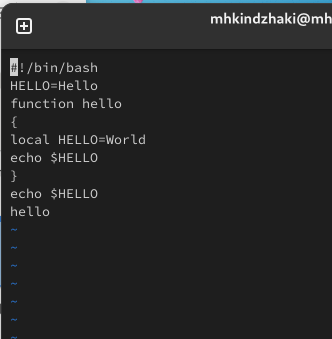 mhkindzhaki@mh
#!/bin/bash
HELLO=Hello
function hello
{
local HELLO=World
echo $HELLO
}
echo $HELLO
hello
~
~
~
~
~
~
~